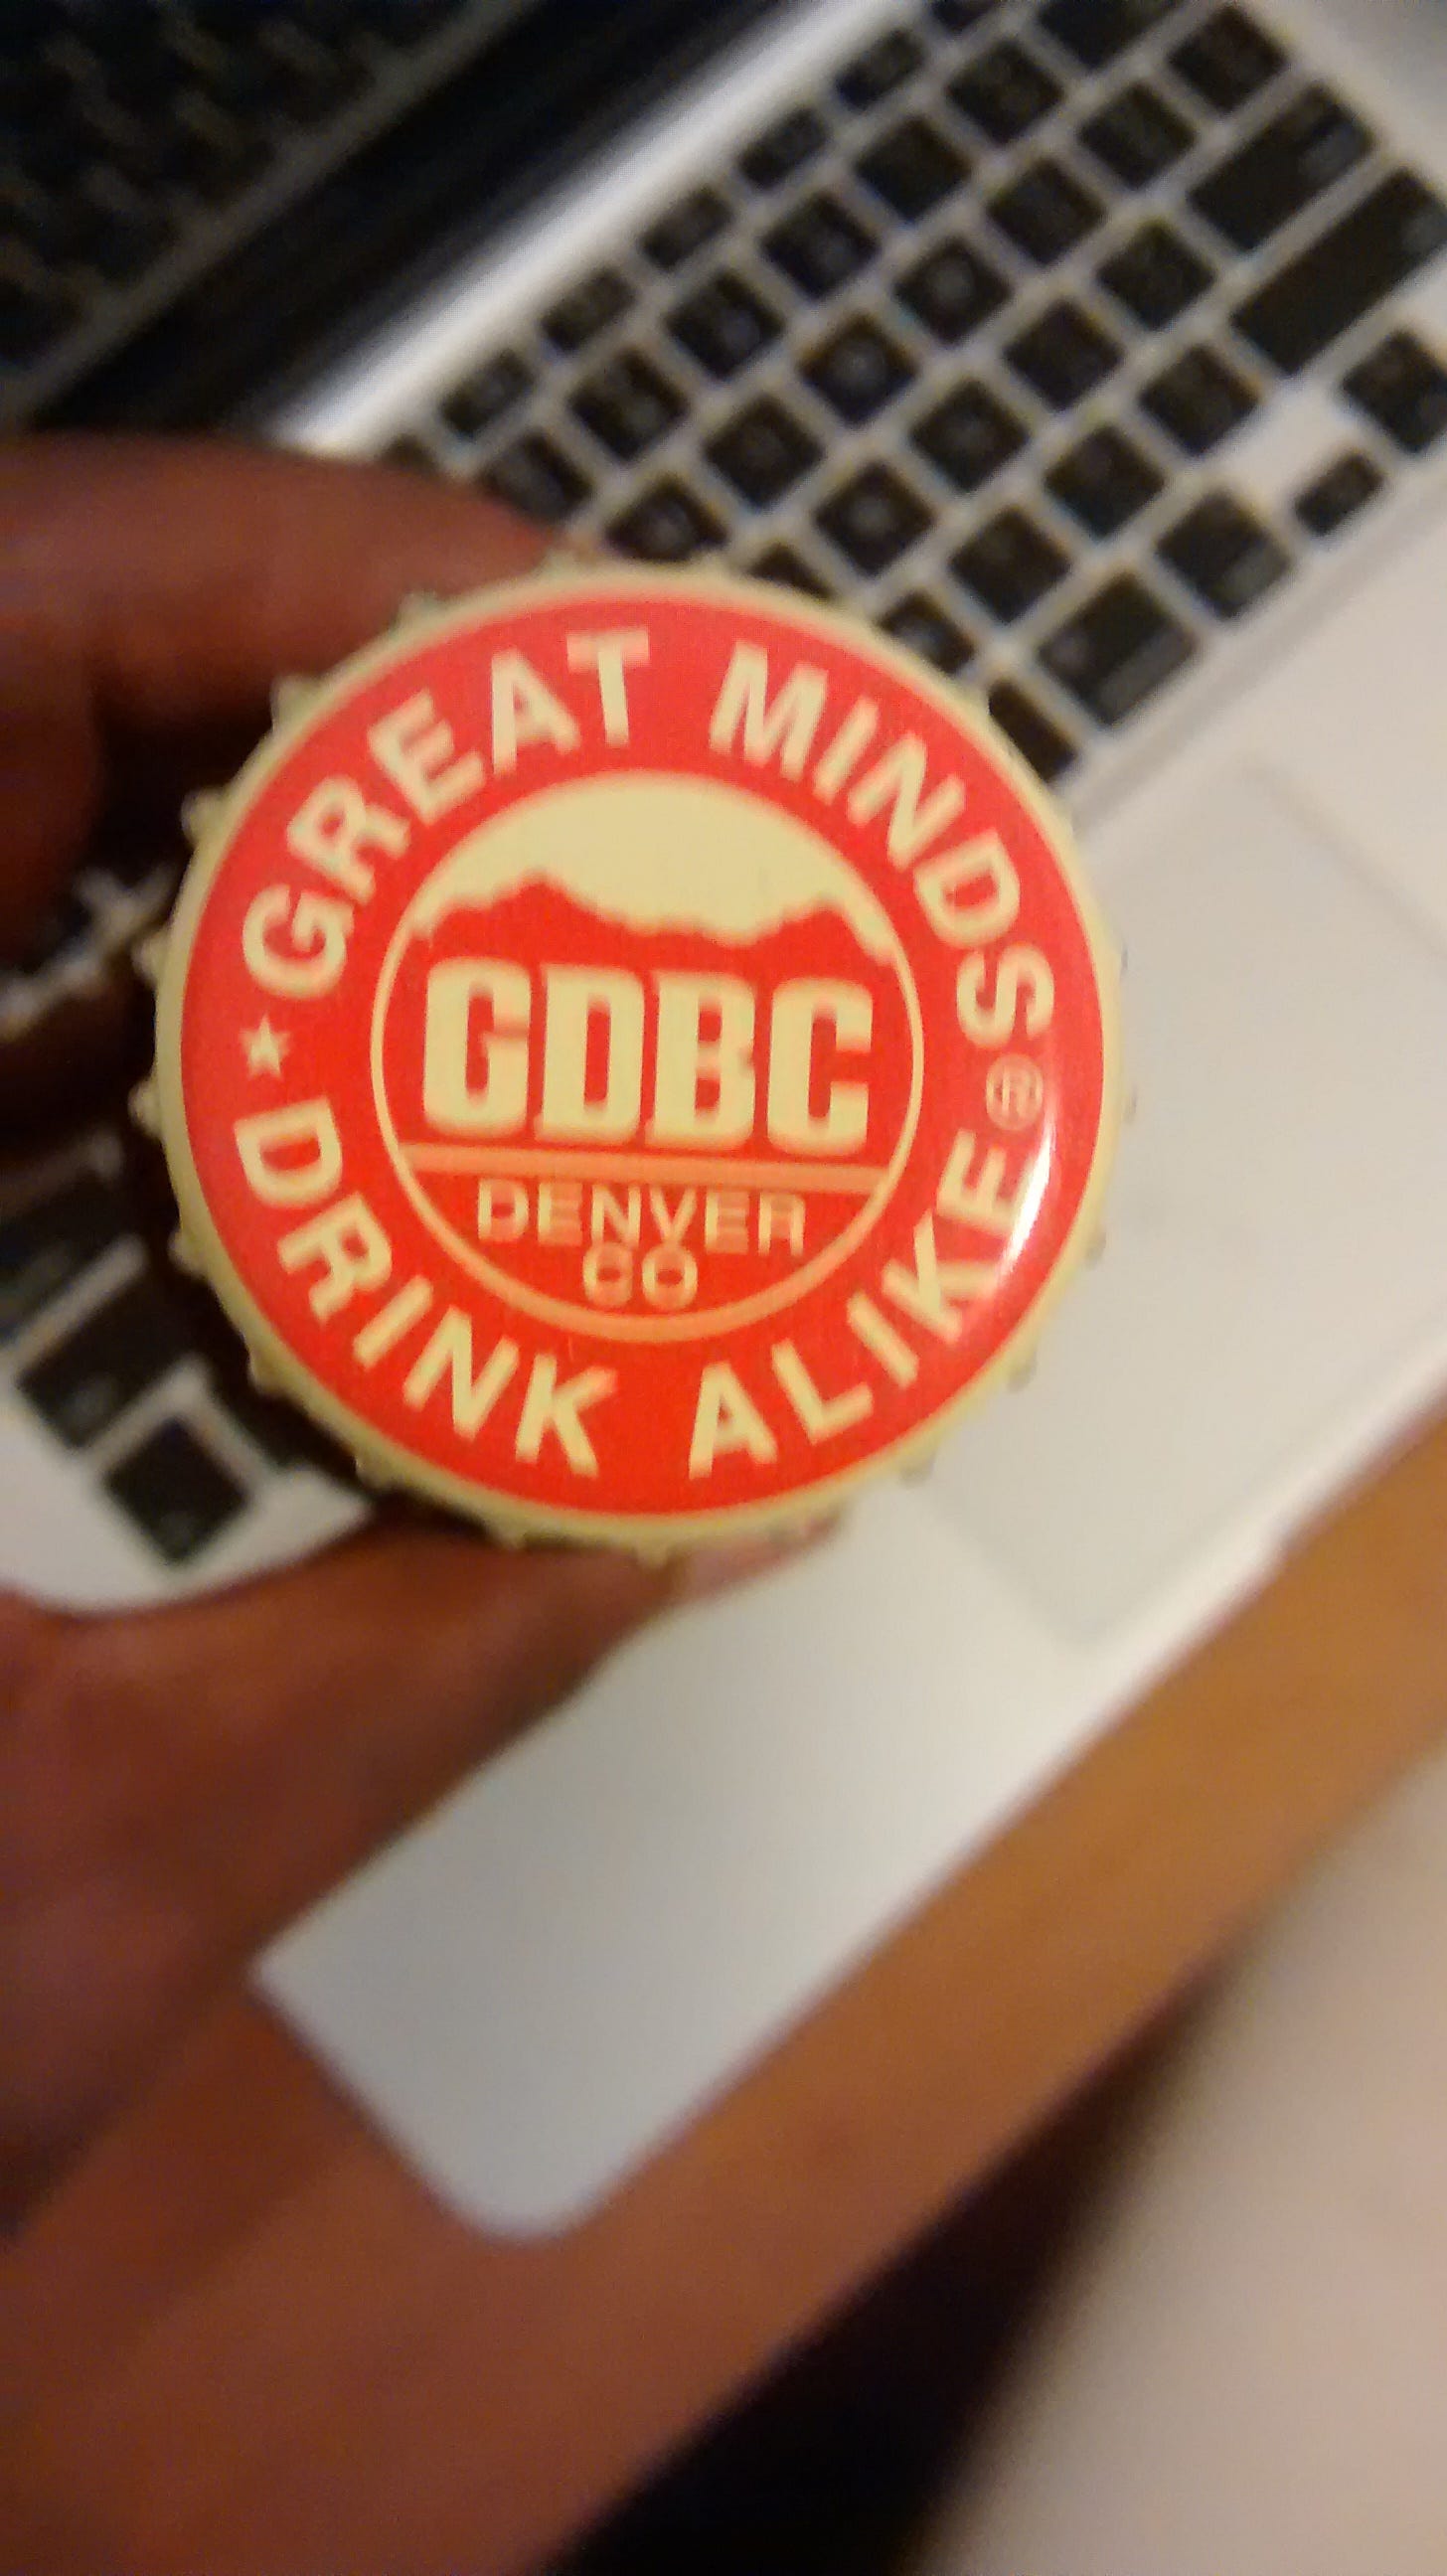 GREAT MINDS®
GDBC
DENVER
CO
DRINK ALIKE